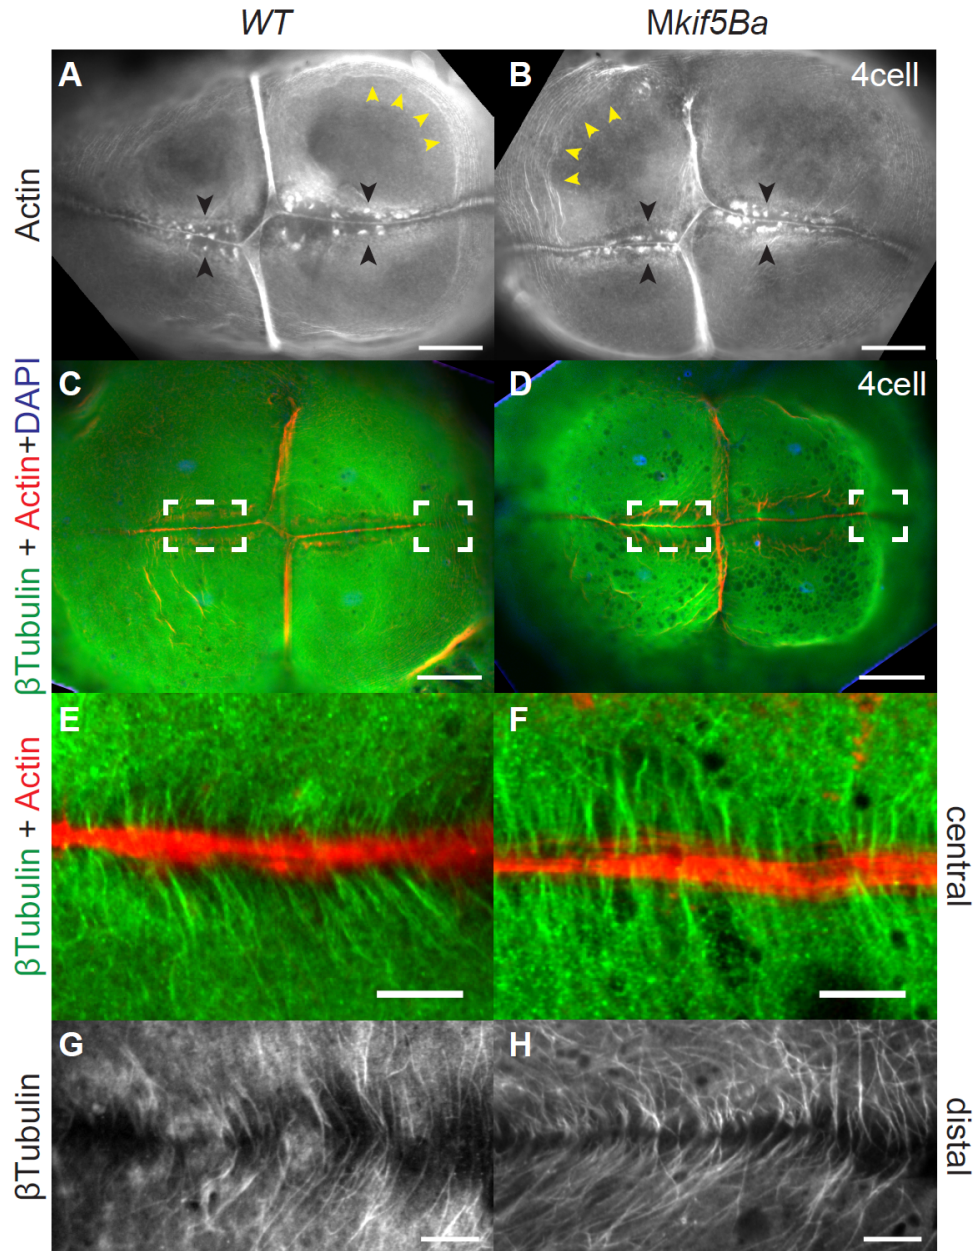 WT
Mkif5Ba
A
B
4cell
Actin
C
D
4cell
βTubulin + Actin+DAPI
E
F
βTubulin + Actin
central
G
H
βTubulin
distal